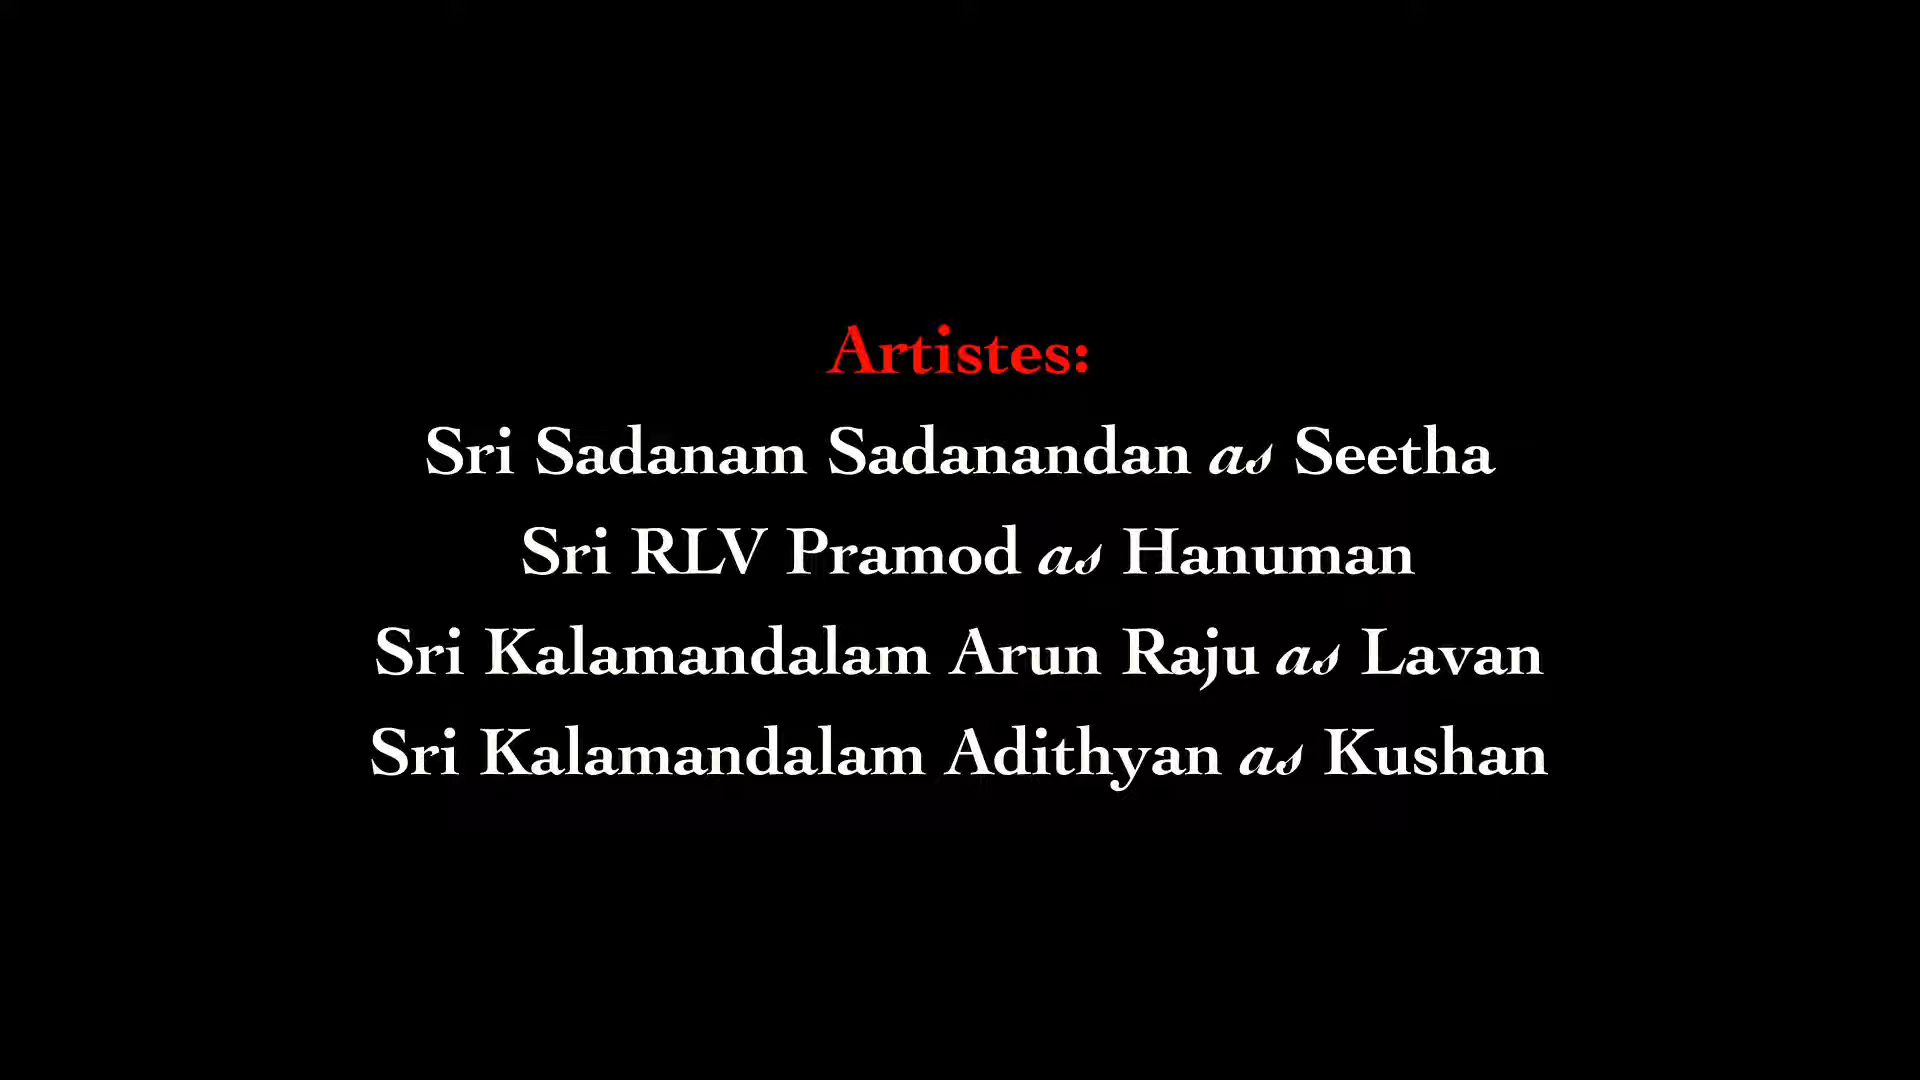 Artistes:
Sri Sadanam Sadanandan as Seetha
Sri RLV Pramod as Hanuman
Sri Kalamandalam Arun Raju as Lavan
Sri Kalamandalam Adithyan as Kushan